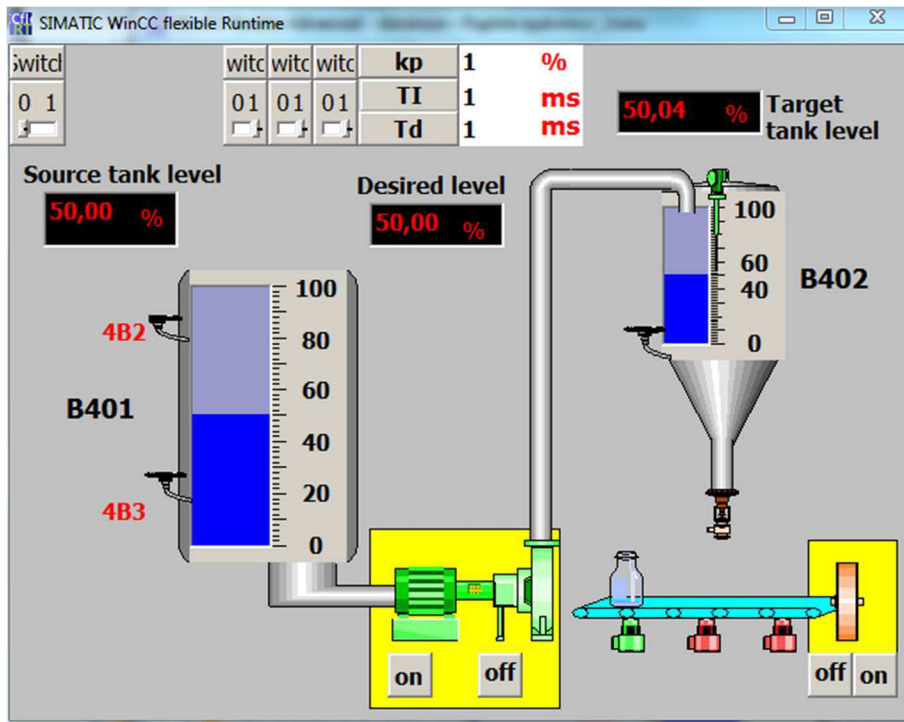 SIMATIC WinCC flexible Runtime
Switch witc witc witc kp 1 %
0 1 01 01 01 TI 1 ms
Td 1 ms
50,04 % Target
tank level
Source tank level
50,00 %
Desired level
50,00 %
100
60
40
0
B402
100
80
60
40
20
0
4B2
B401
4B3
on
off
off
on